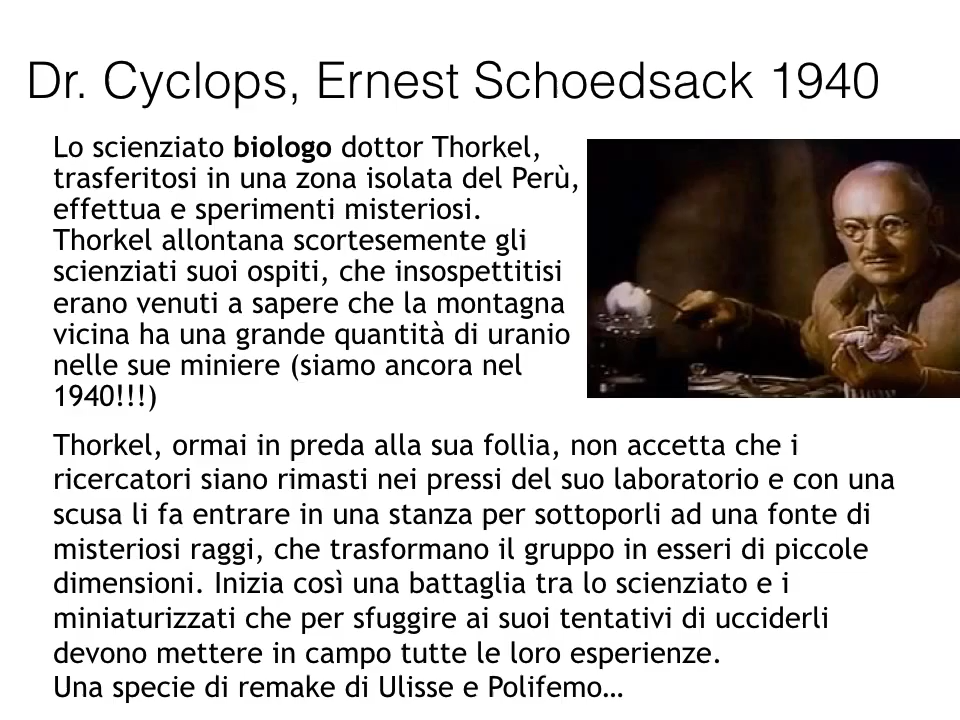 Dr. Cyclops, Ernest Schoedsack 1940
Lo scienziato biologo dottor Thorkel,
trasferitosi in una zona isolata del Perù,
effettua e sperimenti misteriosi.
Thorkel allontana scortesemente gli
scienziati suoi ospiti, che insospettitisi
erano venuti a sapere che la montagna
vicina ha una grande quantità di uranio
nelle sue miniere (siamo ancora nel
1940!!!)
Thorkel, ormai in preda alla sua follia, non accetta che i
ricercatori siano rimasti nei pressi del suo laboratorio e con una
scusa li fa entrare in una stanza per sottoporli ad una fonte di
misteriosi raggi, che trasformano il gruppo in esseri di piccole
dimensioni. Inizia così una battaglia tra lo scienziato e i
miniaturizzati che per sfuggire ai suoi tentativi di ucciderli
devono mettere in campo tutte le loro esperienze.
Una specie di remake di Ulisse e Polifemo…